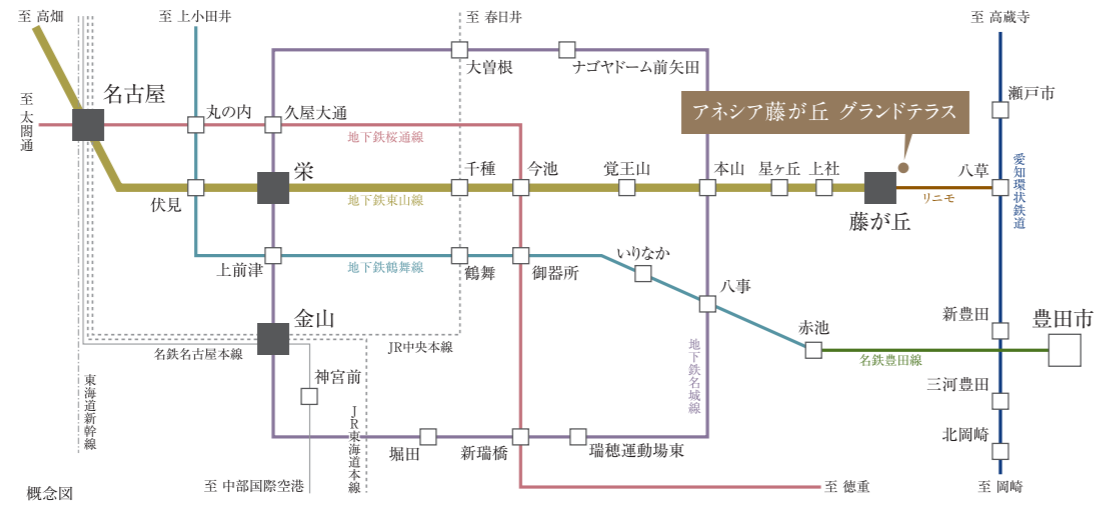 至 高畑
至 上小田井
至 春日井
至 高蔵寺
大曽根
ナゴヤドーム前矢田
名古屋
至太閤通
丸の内
久屋大通
地下鉄桜通線
瀬戸市
アネシア藤が丘 グランドテラス
栄
千種
今池
覚王山
本山
星ヶ丘
上社
八草
愛知環状鉄道
伏見
地下鉄東山線
藤が丘
リニモ
上前津
地下鉄鶴舞線
鶴舞
御器所
いりなか
八事
金山
新豊田
豊田市
赤池
名鉄名古屋本線
JR中央本線
地下鉄名城線
名鉄豊田線
東海道新幹線
神宮前
三河豊田
JR東海道本線
堀田
新瑞橋
瑞穂運動場東
北岡崎
至 中部国際空港
至 徳重
至 岡崎
概念図